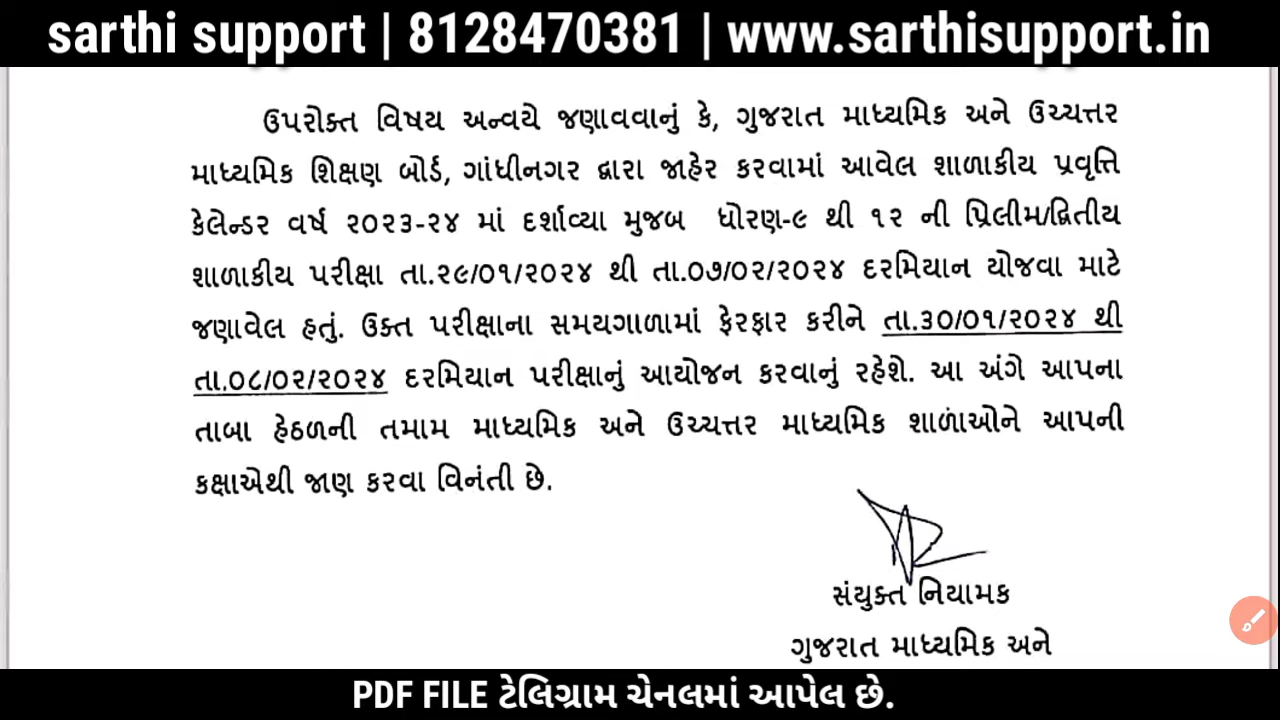 sarthi support | 8128470381 | www.sarthisupport.in
ઉપરોક્ત વિષય અન્વયે જણાવવાનું કે, ગુજરાત માધ્યમિક અને ઉચ્ચત્તર
માધ્યમિક શિક્ષણ બોર્ડ, ગાંધીનગર દ્વારા જાહેર કરવામાં આવેલ શાળાકીય પ્રવૃત્તિ
કેલેન્ડર વર્ષ ૨૦૨૩-૨૪ માં દર્શાવ્યા મુજબ ધોરણ-૯ થી ૧૨ ની પ્રિલીમ/દ્વિતીય
શાળાકીય પરીક્ષા તા.૨૯/૦૧/૨૦૨૪ થી તા.૦૭/૦૨/૨૦૨૪ દરમિયાન યોજવા માટે
જણાવેલ હતું. ઉક્ત પરીક્ષાના સમયગાળામાં ફેરફાર કરીને તા.૩૦/૦૧/૨૦૨૪ થી
તા.૦૮/૦૨/૨૦૨૪ દરમિયાન પરીક્ષાનું આયોજન કરવાનું રહેશે. આ અંગે આપના
તાબા હેઠળની તમામ માધ્યમિક અને ઉચ્ચત્તર માધ્યમિક શાળાંઓને આપની
કક્ષાએથી જાણ કરવા વિનંતી છે.
સંયુક્ત નિયામક
ગુજરાત માધ્યમિક અને
PDF FILE ટેલિગ્રામ ચેનલમાં આપેલ છે.